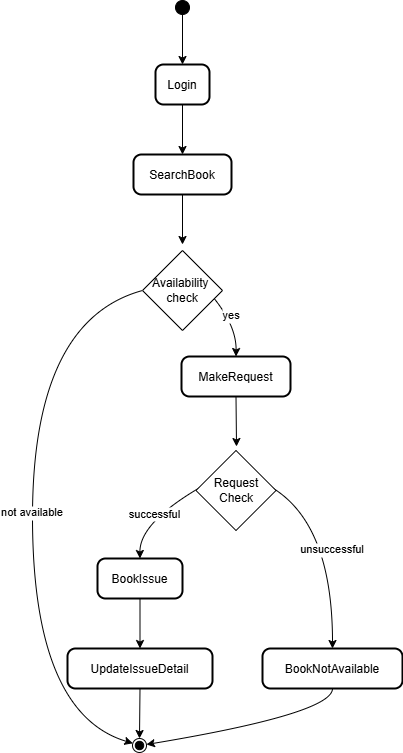 Login
SearchBook
Availability
check
yes
MakeRequest
Request
Check
not available
successful
unsuccessful
BookIssue
UpdateIssueDetail
BookNotAvailable